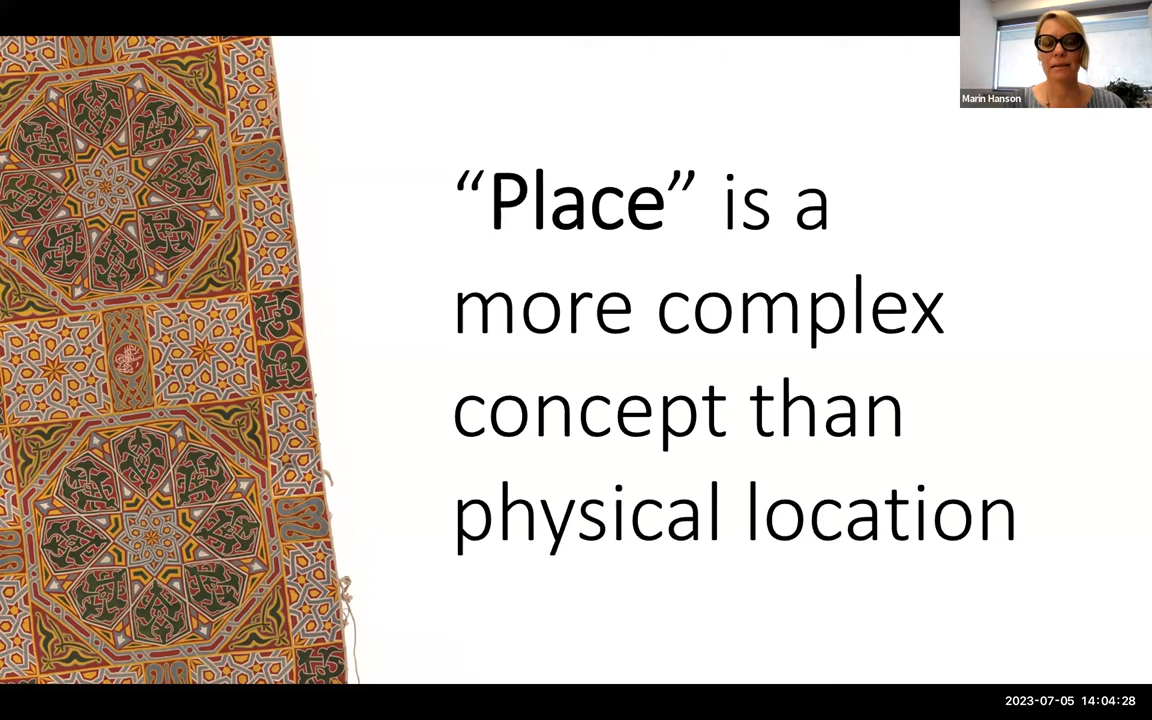 Marin Hanson
“Place” is a
more complex
concept than
physical location
2023-07-05 14:04:28